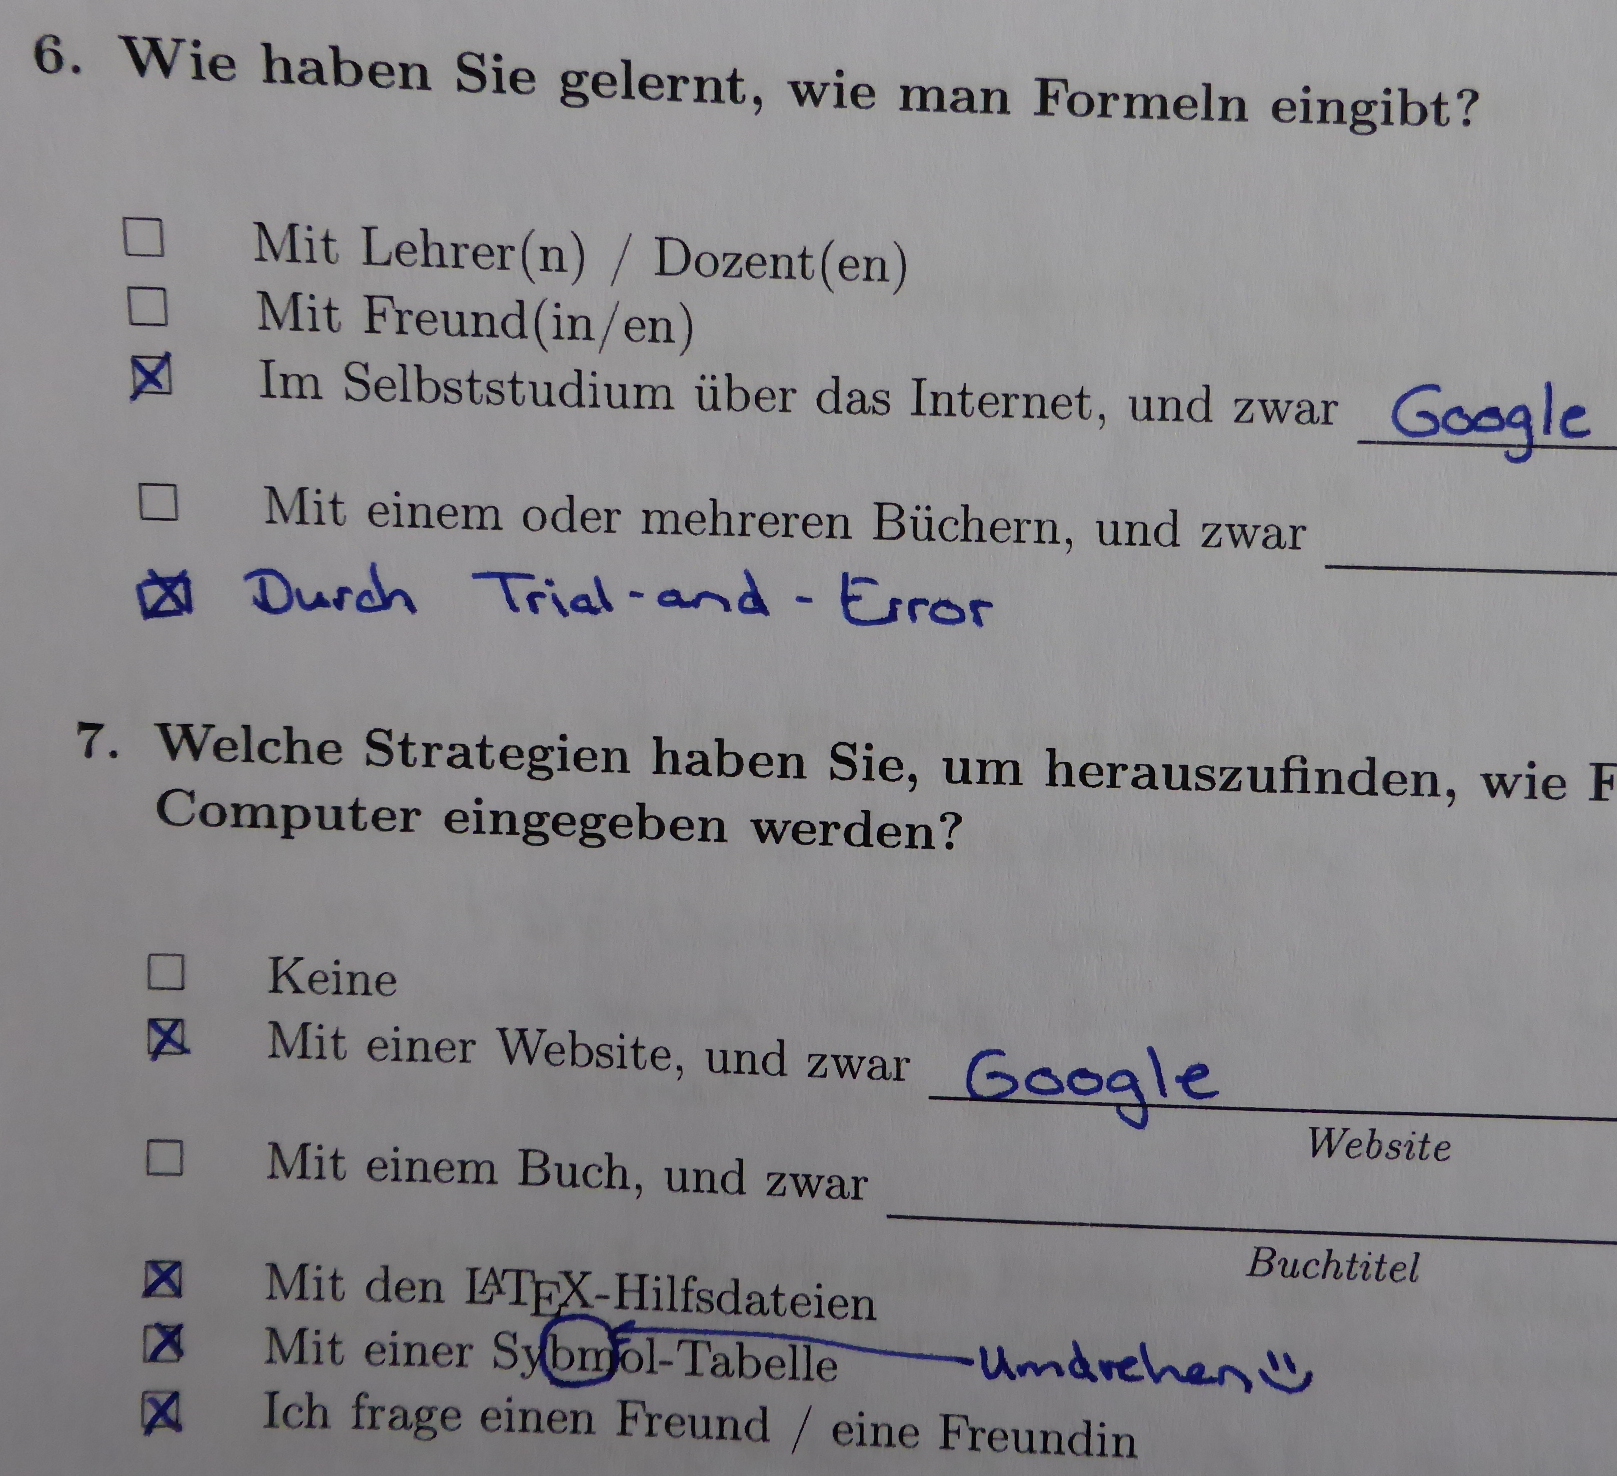 6. Wie haben Sie gelernt, wie man Formeln eingibt?
☐ Mit Lehrer(n) / Dozent(en)
☐ Mit Freund(in/en)
☒ Im Selbststudium über das Internet, und zwar Google
☐ Mit einem oder mehreren Büchern, und zwar
☒ Durch Trial-and-Error
7. Welche Strategien haben Sie, um herauszufinden, wie F
Computer eingegeben werden?
☐ Keine
☒ Mit einer Website, und zwar Google
Website
☐ Mit einem Buch, und zwar
Buchtitel
☒ Mit den LATEX-Hilfsdateien
☒ Mit einer Sybmol-Tabelle Umdrehen
☒ Ich frage einen Freund / eine Freundin